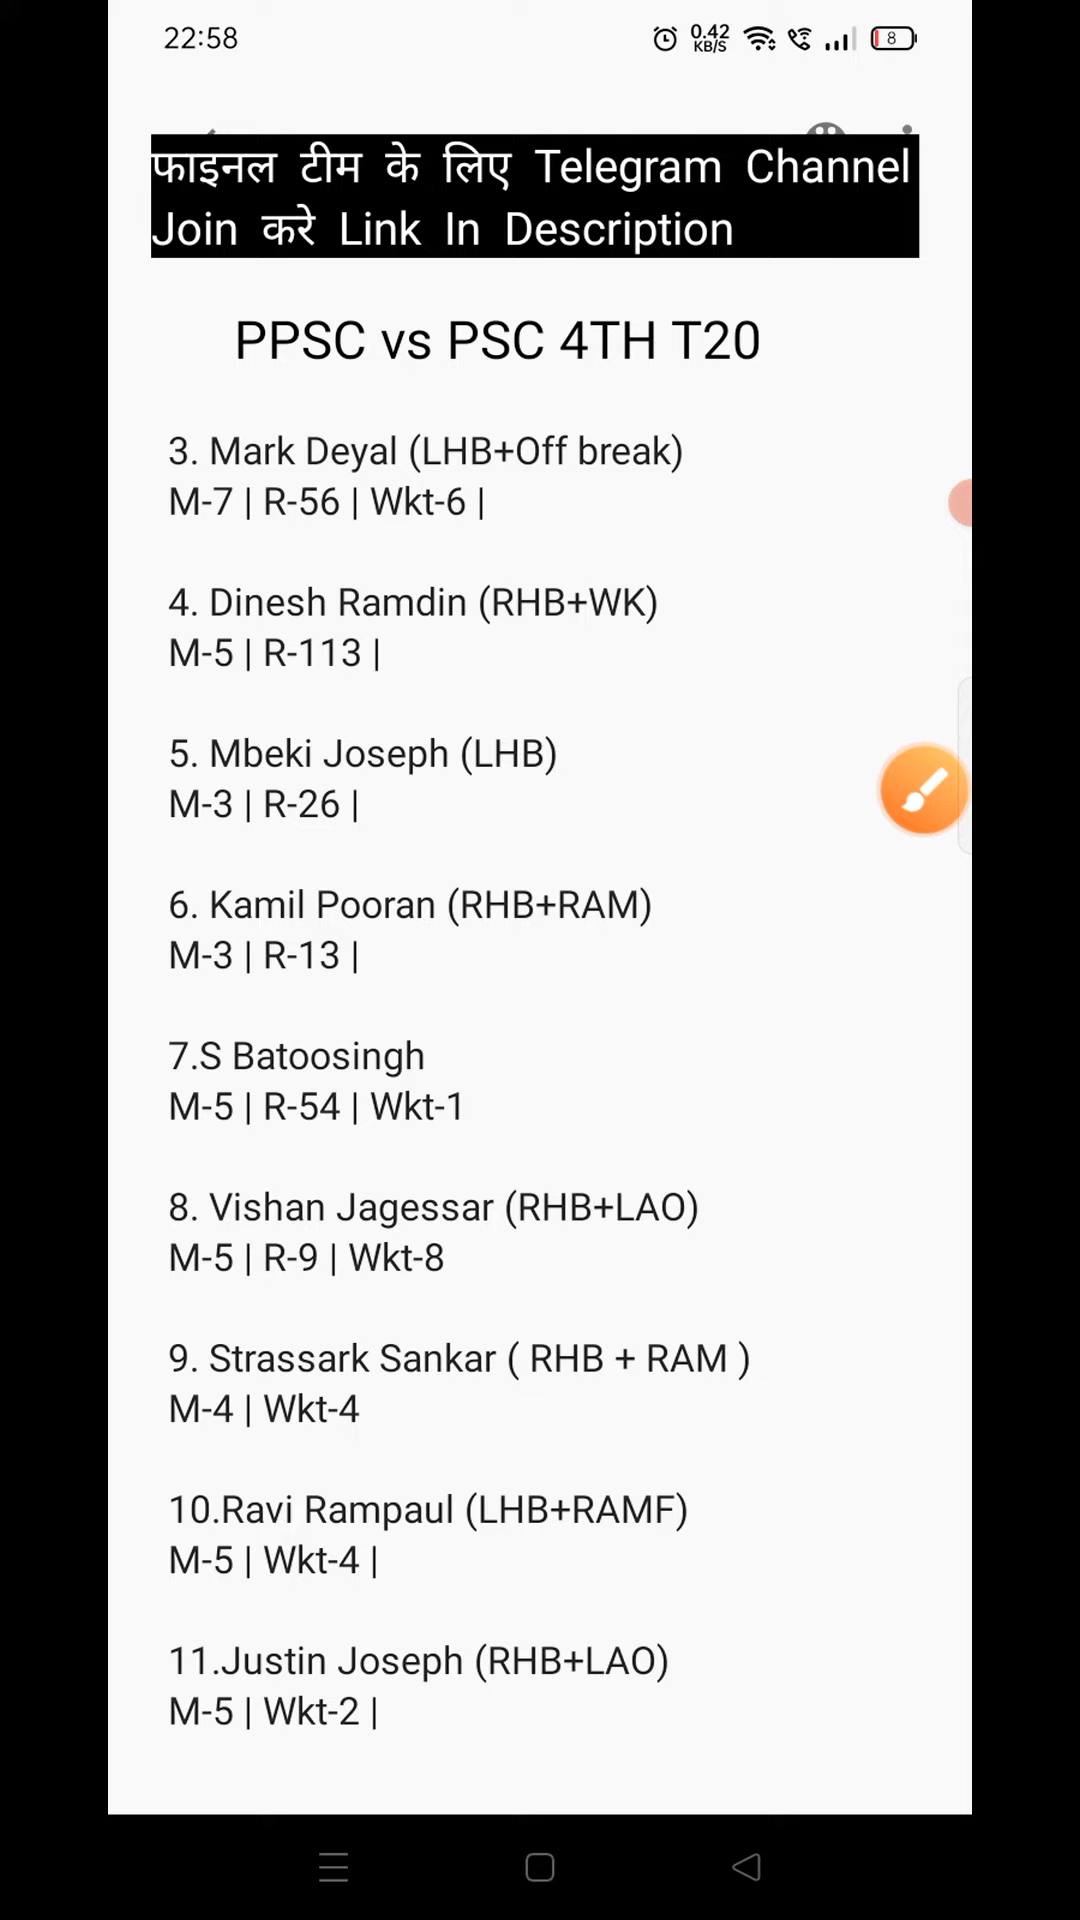 22:58
0.42
KB/S
8
फाइनल टीम के लिए Telegram Channel
Join करे Link In Description
PPSC vs PSC 4TH T20
3. Mark Deyal (LHB+Off break)
M-7 | R-56 | Wkt-6 |
4. Dinesh Ramdin (RHB+WK)
M-5 | R-113 |
5. Mbeki Joseph (LHB)
M-3 | R-26 |
6. Kamil Pooran (RHB+RAM)
M-3 | R-13 |
7.S Batoosingh
M-5 | R-54 | Wkt-1
8. Vishan Jagessar (RHB+LAO)
M-5 | R-9 | Wkt-8
9. Strassark Sankar ( RHB + RAM )
M-4 | Wkt-4
10.Ravi Rampaul (LHB+RAMF)
M-5 | Wkt-4 |
11.Justin Joseph (RHB+LAO)
M-5 | Wkt-2 |